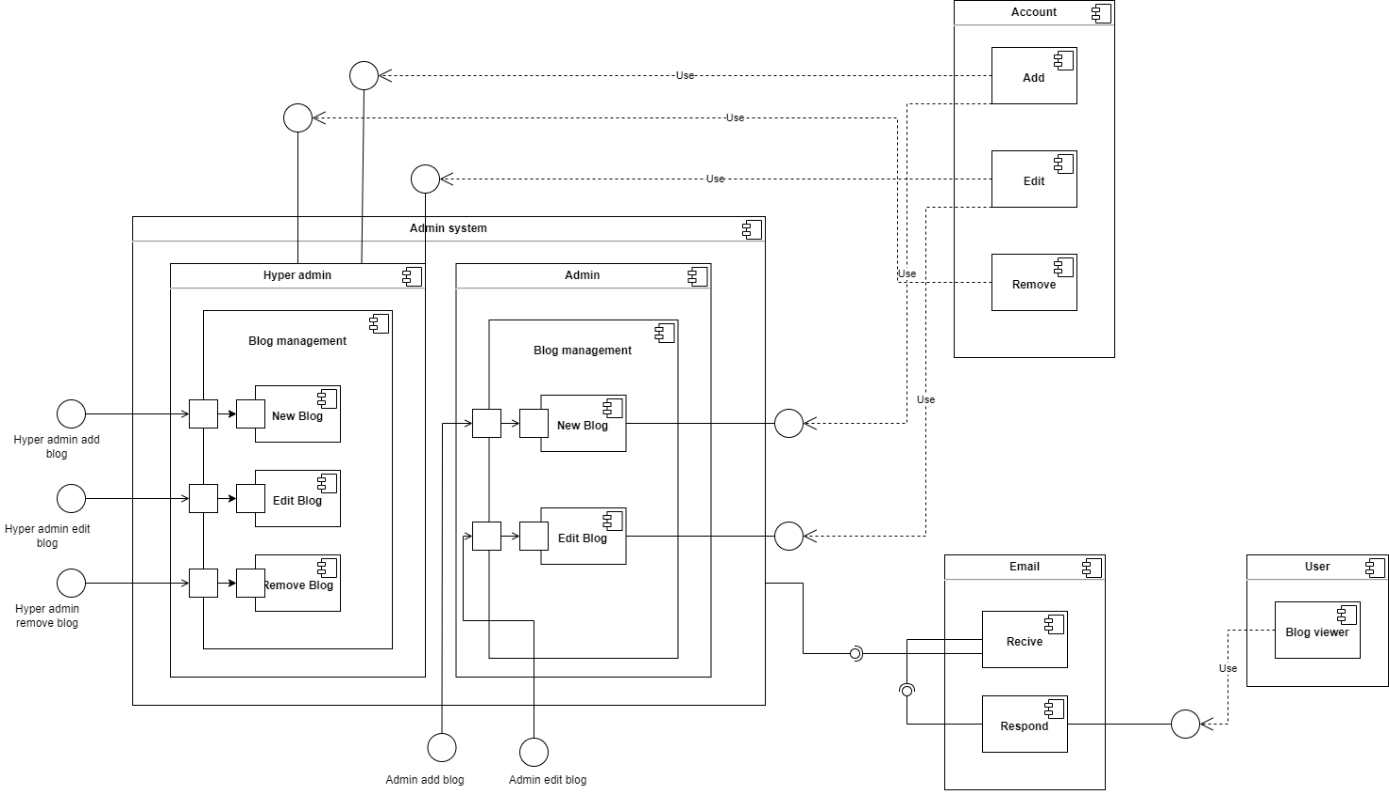 Account
Add
Use
Use
Edit
Use
Admin system
Hyper admin
Admin
Use
Remove
Blog management
Blog management
New Blog
New Blog
Use
Hyper admin add
blog
Edit Blog
Hyper admin edit
blog
Edit Blog
Remove Blog
Hyper admin
remove blog
Email
User
Recive
Blog viewer
Use
Respond
Admin add blog
Admin edit blog